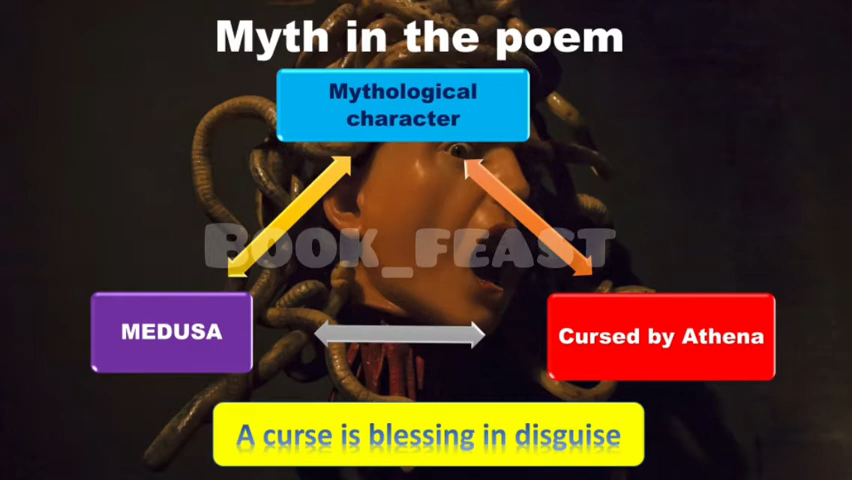 Myth in the poem
Mythological
character
BOOK_FEAST
MEDUSA
Cursed by Athena
A curse is blessing in disguise